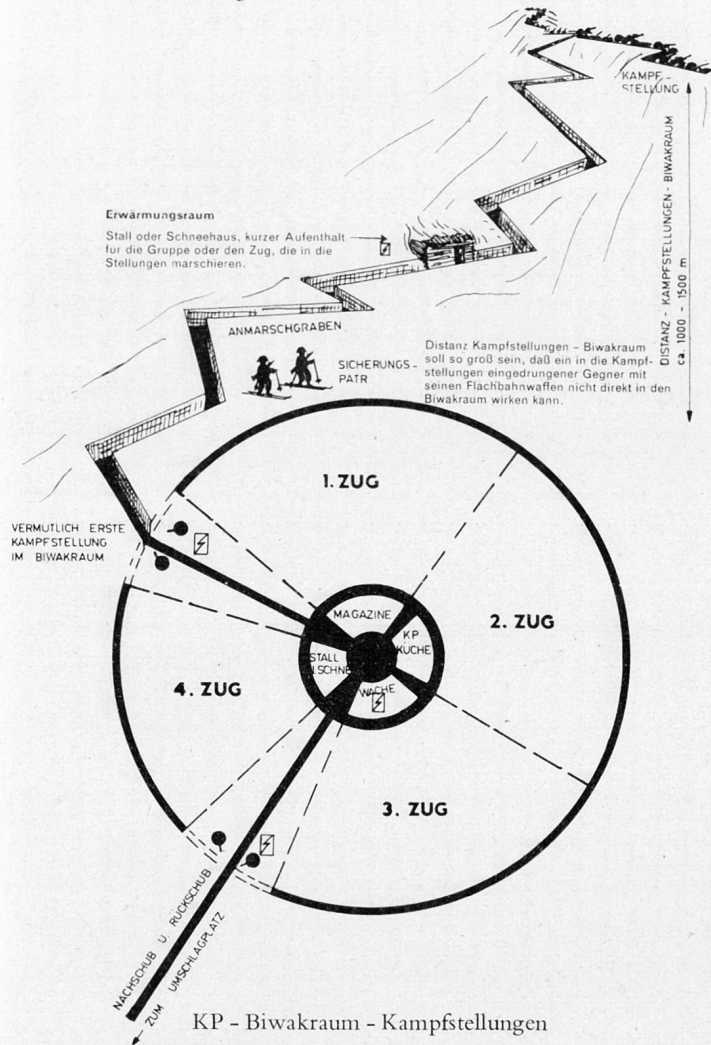 KAMPF-
STELLUNG
DISTANZ - KAMPFSTELLUNGEN - BIWAKRAUM
ca. 1000 - 1500 m
Erwärmungsraum
Stall oder Schneehaus, kurzer Aufenthalt
fur die Gruppe oder den Zug, die in die
Stellungen marschieren.
ANMARSCHGRABEN
SICHERUNGS-
PATR
Distanz Kampfstellungen – Biwakraum
soll so groß sein, daß ein in die Kampf-
stellungen eingedrungener Gegner mit
seinen Flachbahnwaffen nicht direkt in den
Biwakraum wirken kann.
1. ZUG
VERMUTLICH ERSTE
KAMPFSTELLUNG
IM BIWAKRAUM
MAGAZINE
KP
KÜCHE
2. ZUG
STALL
SCHNE
WACHE
4. ZUG
3. ZUG
NACHSCHUB U. RÜCKSCHUB
ZUM UMSCHLAGPLATZ
KP - Biwakraum - Kampfstellungen